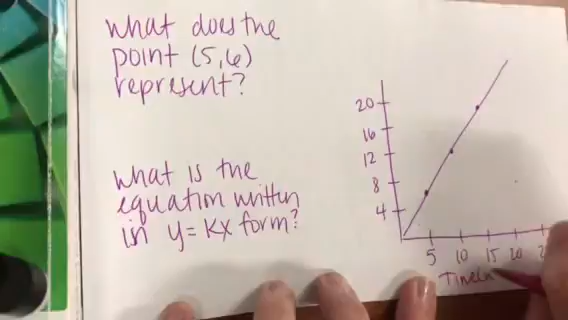 what does the
point (5,6)
represent?
what is the
equation written
in y=kx form?
20
16
12
8
4
5 10 15 20